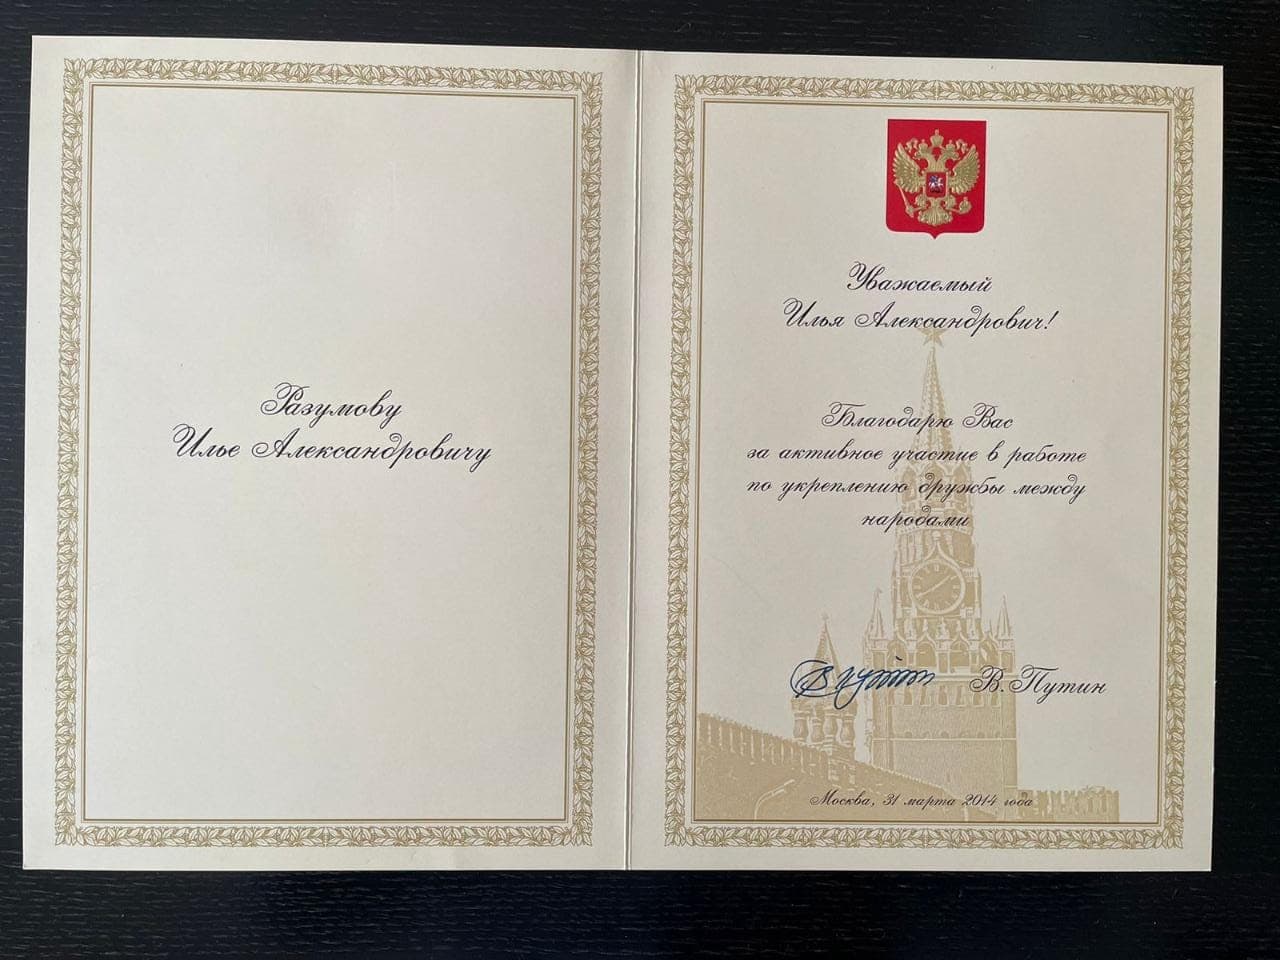 Разумову
Илье Александровичу
Уважаемый
Илья Александрович!
Благодарю Вас
за активное участие в работе
по укреплению дружбы между
народами
В.Путин
Москва, 31 марта 2014 года